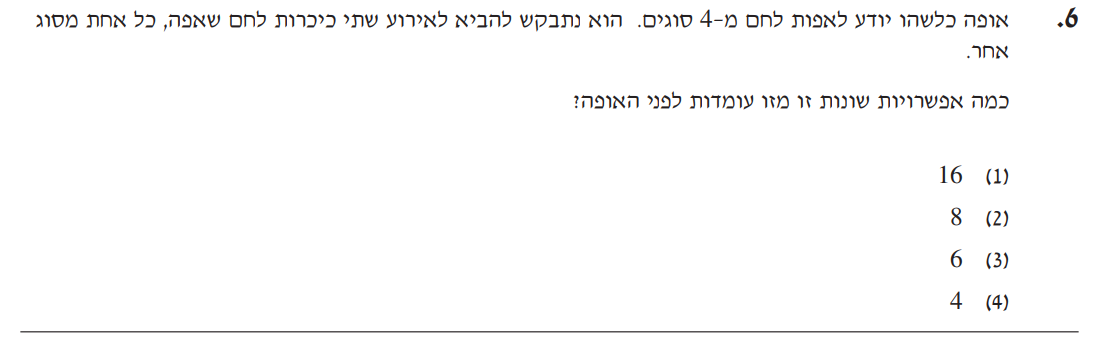 6. אופה כלשהו יודע לאפות לחם מ-4 סוגים. הוא נתבקש להביא לאירוע שתי כיכרות לחם שאפה, כל אחת מסוג
אחר.
כמה אפשרויות שונות זו מזו עומדות לפני האופה?
(1) 16
(2) 8
(3) 6
(4) 4